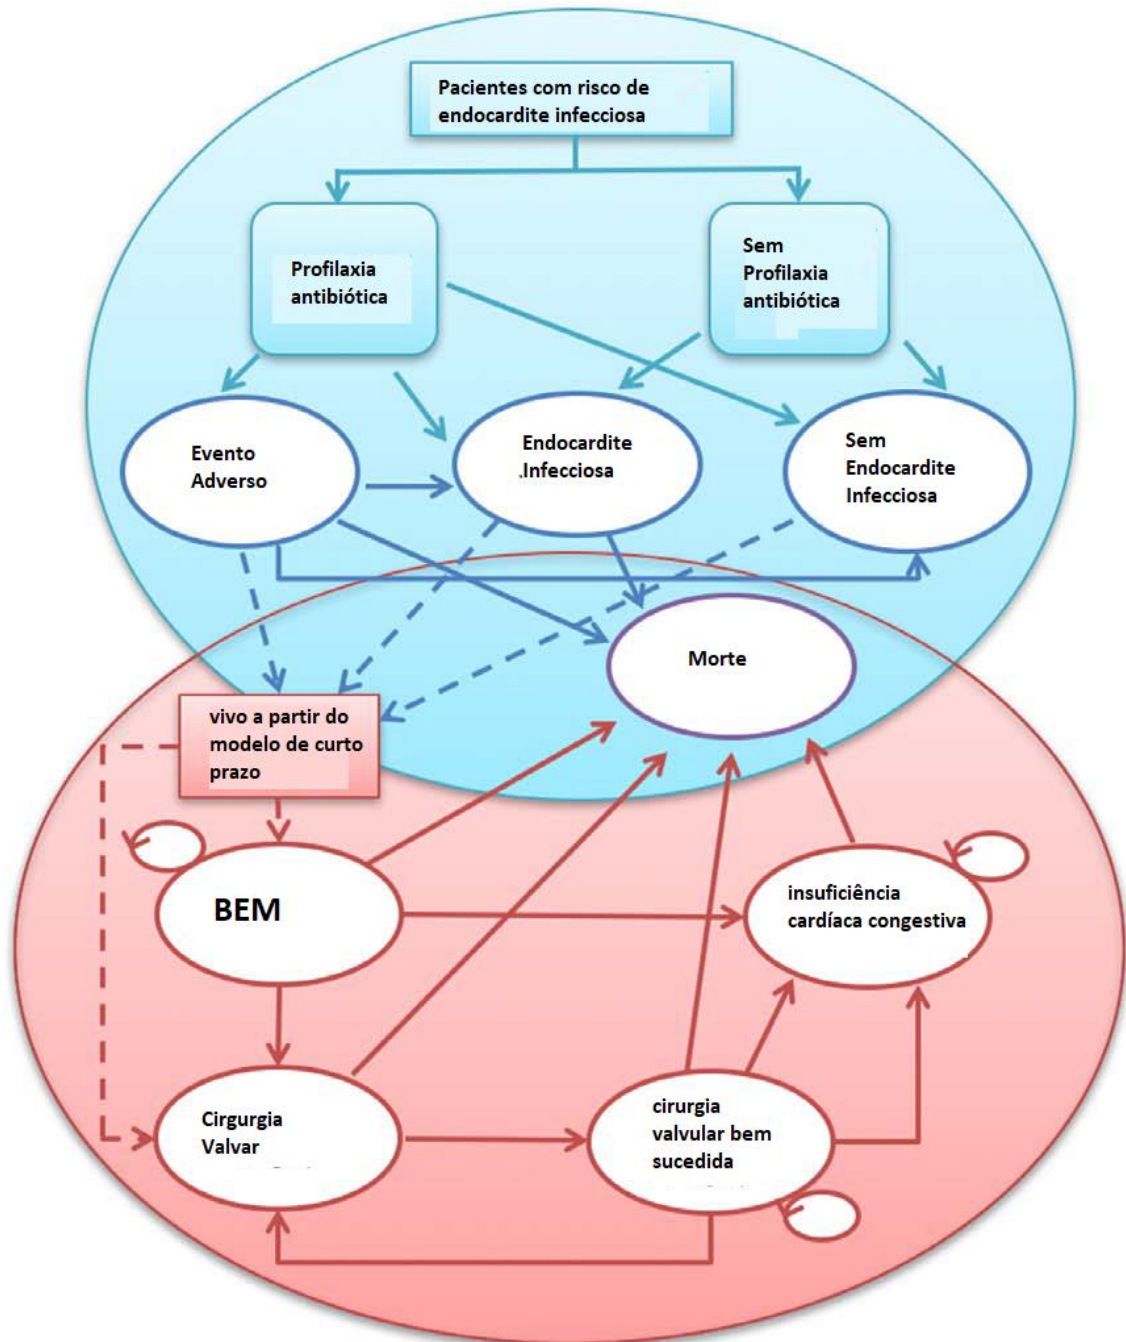 Pacientes com risco de
endocardite infecciosa
Profilaxia
antibiótica
Sem
Profilaxia
antibiótica
Evento
Adverso
Endocardite
Infecciosa
Sem
Endocardite
Infecciosa
Morte
vivo a partir do
modelo de curto
prazo
BEM
insuficiência
cardíaca congestiva
Cirgurgia
Valvar
cirurgia
valvular bem
sucedida